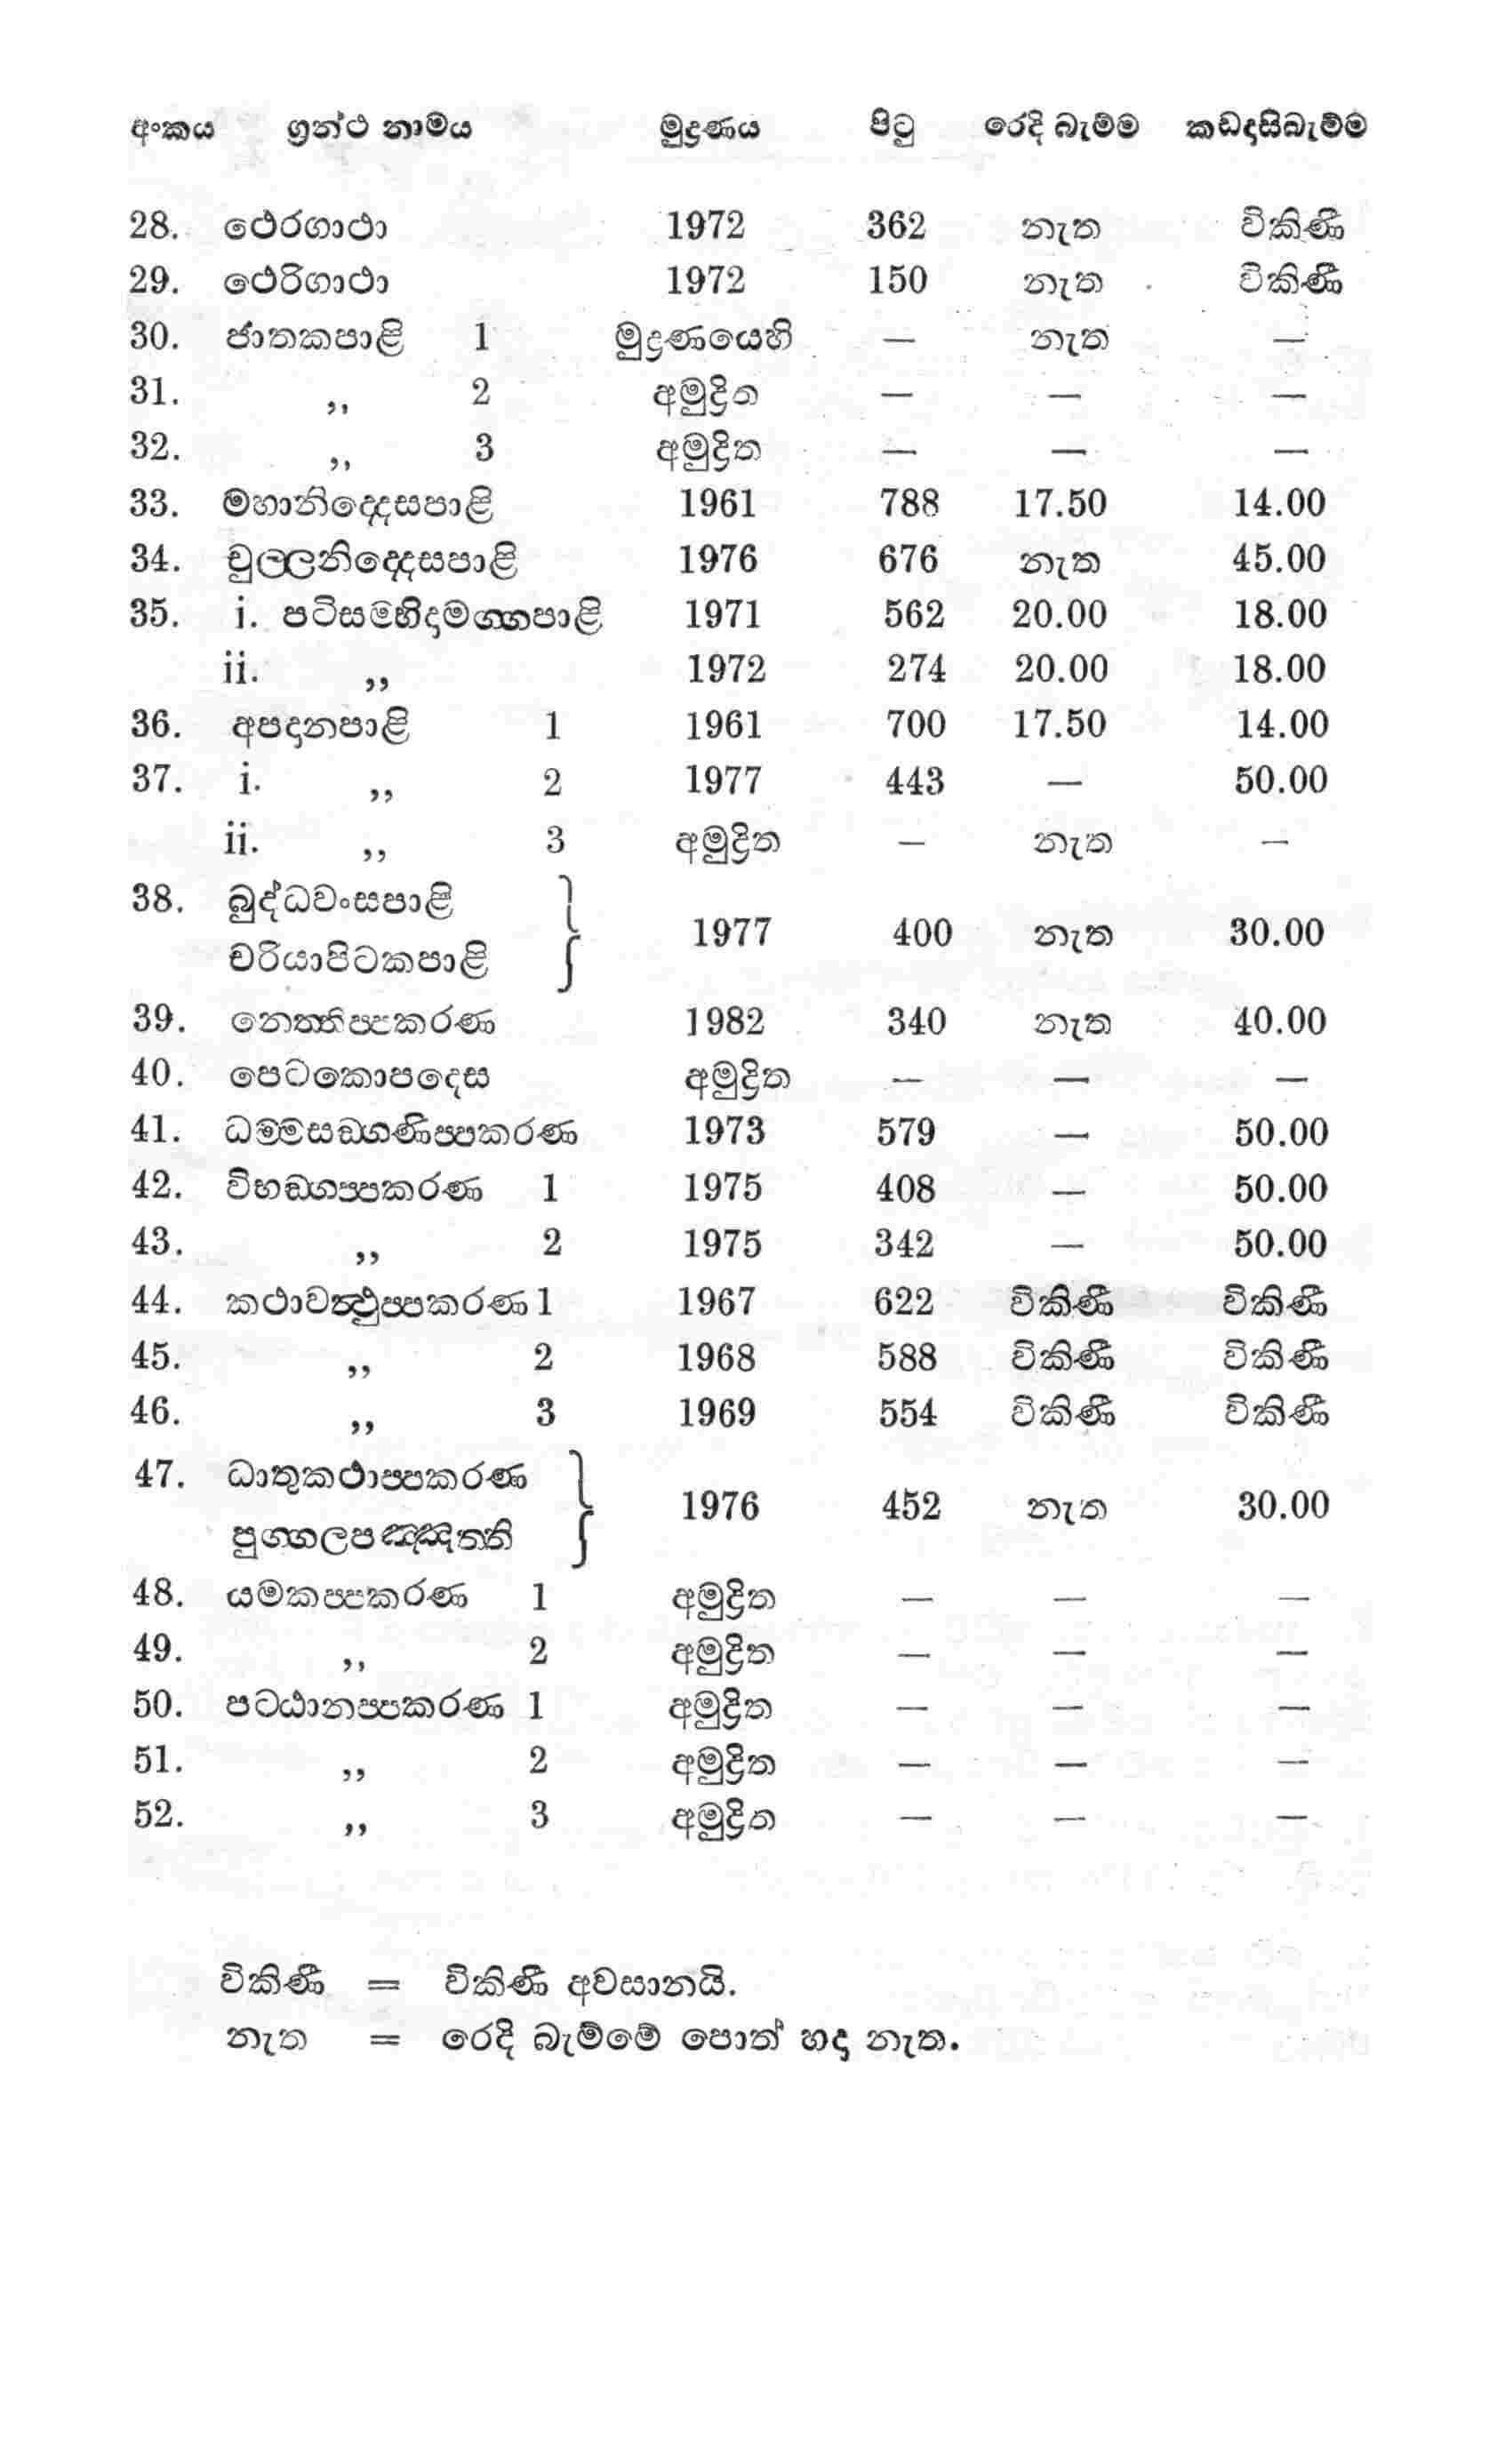 අංකය ග්‍රන්ථ නාමය මුද්‍රණය පිටු රෙදි බැම්ම කඩදාසිබැම්ම
28. ථෙරගාථා 1972 362 නැත විකිණී
29. ථෙරිගාථා 1972 150 නැත විකිණී
30. ජාතකපාළි 1 මුද්‍රණයෙහි — නැත —
31. ,, 2 අමුද්‍රිත — — —
32. ,, 3 අමුද්‍රිත — — —
33. මහානිද්දෙසපාළි 1961 788 17.50 14.00
34. චුල්ලනිද්දෙසපාළි 1976 676 නැත 45.00
35. i. පටිසම්භිදාමග්ගපාළි 1971 562 20.00 18.00
ii. ,, 1972 274 20.00 18.00
36. අපදානපාළි 1 1961 700 17.50 14.00
37. i. ,, 2 1977 443 — 50.00
ii. ,, 3 අමුද්‍රිත — නැත —
38. බුද්ධවංසපාළි
චරියාපිටකපාළි } 1977 400 නැත 30.00
39. නෙත්තිප්පකරණ 1982 340 නැත 40.00
40. පෙටකොපදෙස අමුද්‍රිත — — —
41. ධම්මසඞ්ගණිප්පකරණ 1973 579 — 50.00
42. විභඞ්ගප්පකරණ 1 1975 408 — 50.00
43. ,, 2 1975 342 — 50.00
44. කථාවත්ථුප්පකරණ 1 1967 622 විකිණී විකිණී
45. ,, 2 1968 588 විකිණී විකිණී
46. ,, 3 1969 554 විකිණී විකිණී
47. ධාතුකථාප්පකරණ
පුග්ගලපඤ්ඤත්ති } 1976 452 නැත 30.00
48. යමකප්පකරණ 1 අමුද්‍රිත — — —
49. ,, 2 අමුද්‍රිත — — —
50. පට්ඨානප්පකරණ 1 අමුද්‍රිත — — —
51. ,, 2 අමුද්‍රිත — — —
52. ,, 3 අමුද්‍රිත — — —
විකිණී = විකිණී අවසානයි.
නැත = රෙදි බැම්මේ පොත් හදා නැත.